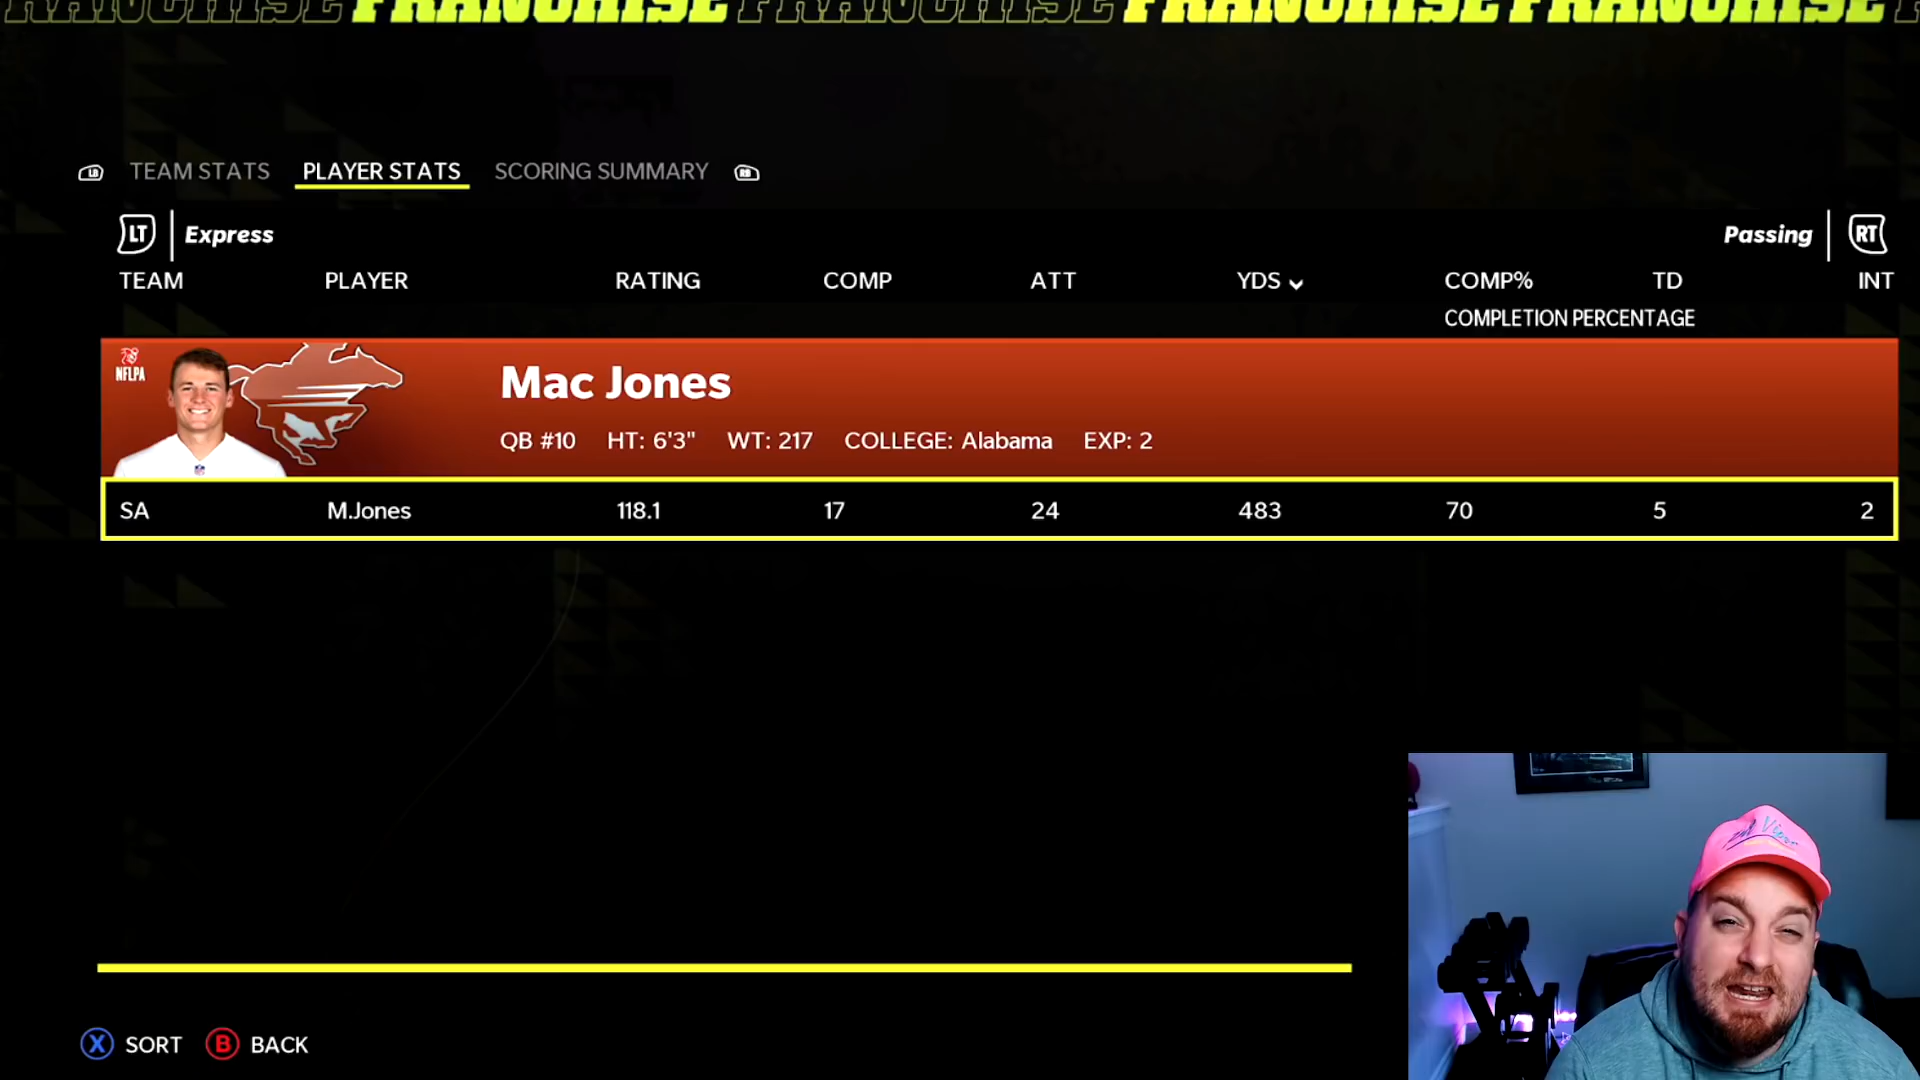 FRANCHISE FRANCHISE FRANCHISE FRANCHISE FRANCHISE
LB TEAM STATS PLAYER STATS SCORING SUMMARY RB
LT Express Passing RT
TEAM PLAYER RATING COMP ATT YDS COMP% TD INT
COMPLETION PERCENTAGE
NFLPA
Mac Jones
QB #10 HT: 6'3" WT: 217 COLLEGE: Alabama EXP: 2
SA M.Jones 118.1 17 24 483 70 5 2
X SORT B BACK